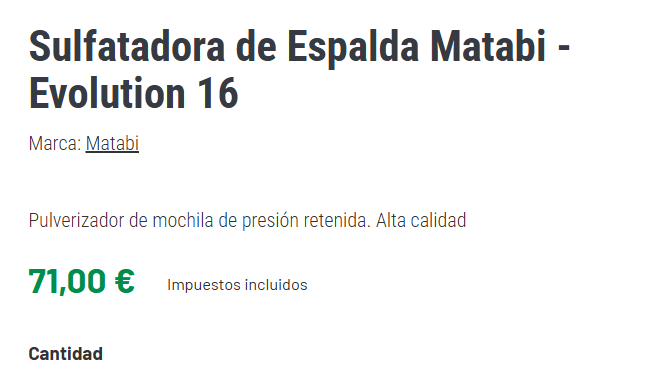 Sulfatadora de Espalda Matabi -
Evolution 16
Marca: Matabi
Pulverizador de mochila de presión retenida. Alta calidad
71,00 € Impuestos incluidos
Cantidad